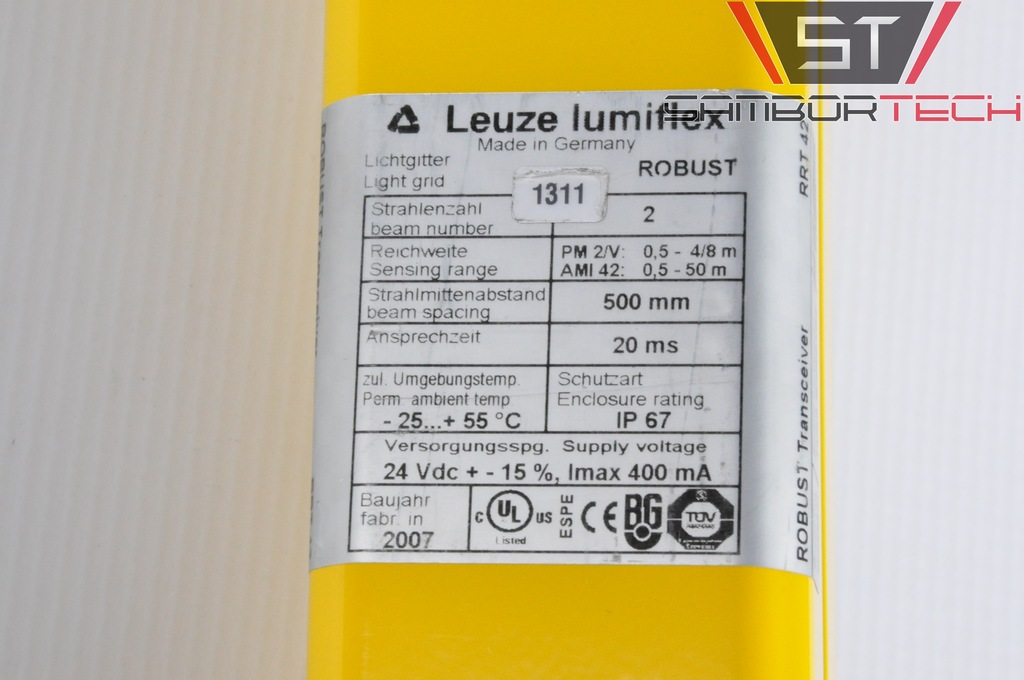 ST
SAMBORTECH
Leuze lumiflex
Made in Germany
Lichtgitter
Light grid
ROBUST
1311
Strahlenzahl
beam number
2
Reichweite
Sensing range
PM 2/V: 0,5 - 4/8 m
AMI 42: 0,5 - 50 m
Strahlmittenabstand
beam spacing
500 mm
Ansprechzeit
20 ms
zul. Umgebungstemp.
Perm ambient temp
- 25...+ 55 °C
Schutzart
Enclosure rating
IP 67
Versorgungsspg. Supply voltage
24 Vdc + - 15 %, Imax 400 mA
Baujahr
fabr. in
2007
c UL US
Listed
ESPE
CE
BG
TÜV
RRT 42
ROBUST Transceiver